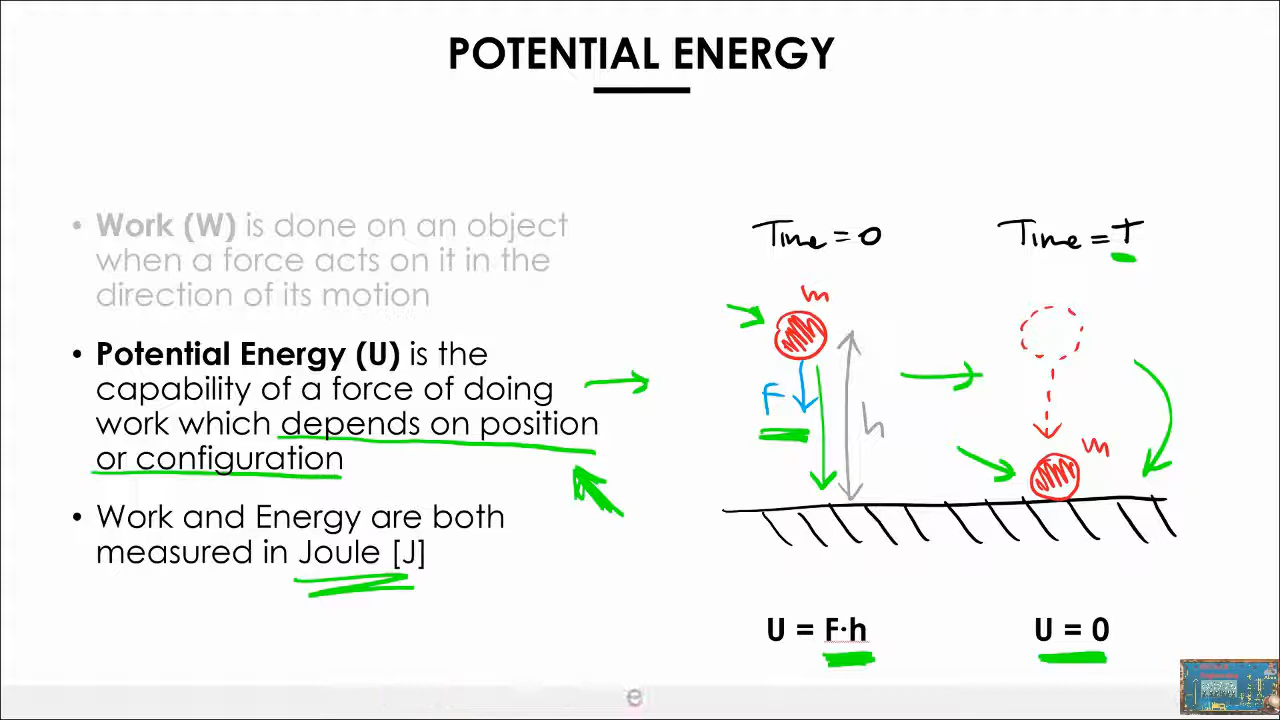 POTENTIAL ENERGY
• Work (W) is done on an object
when a force acts on it in the
direction of its motion
• Potential Energy (U) is the
capability of a force of doing
work which depends on position
or configuration
• Work and Energy are both
measured in Joule [J]
Time = 0
Time = T
m
F
h
m
U = F·h
U = 0
e